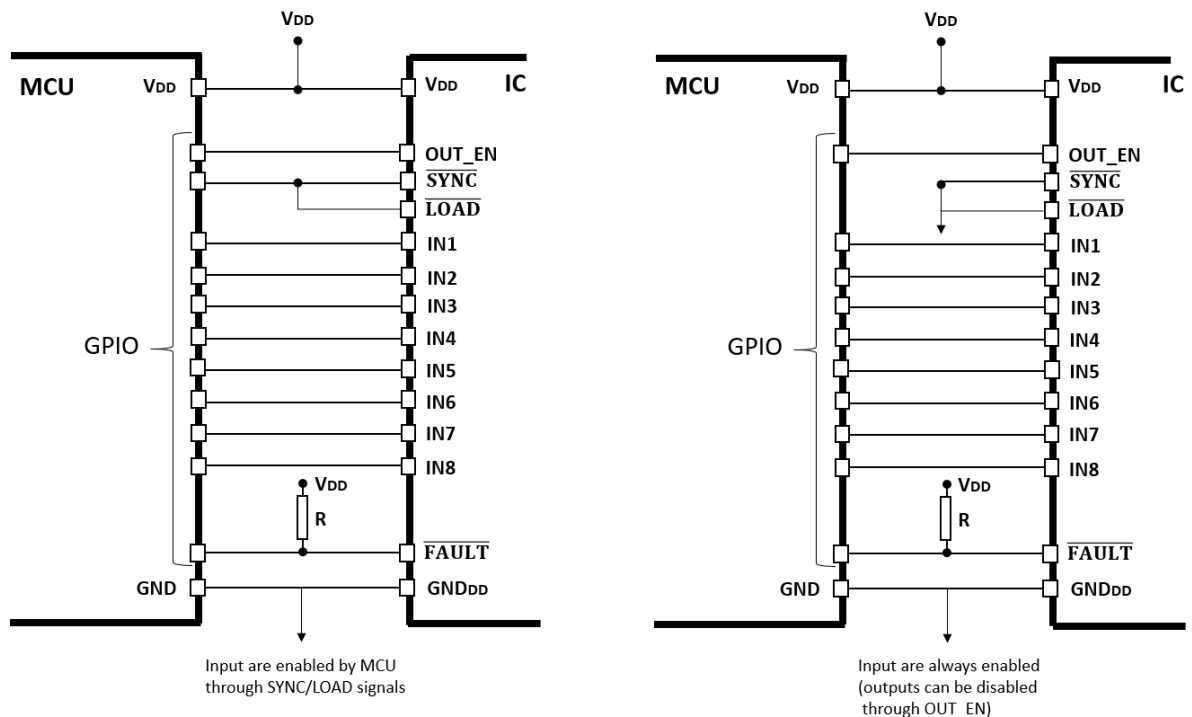 VDD
MCU
VDD
VDD
IC
OUT_EN
SYNC
LOAD
IN1
IN2
IN3
IN4
GPIO
IN5
IN6
IN7
IN8
VDD
R
FAULT
GND
GNDDD
Input are enabled by MCU
through SYNC/LOAD signals
VDD
MCU
VDD
VDD
IC
OUT_EN
SYNC
LOAD
IN1
IN2
IN3
IN4
GPIO
IN5
IN6
IN7
IN8
VDD
R
FAULT
GND
GNDDD
Input are always enabled
(outputs can be disabled
through OUT_EN)